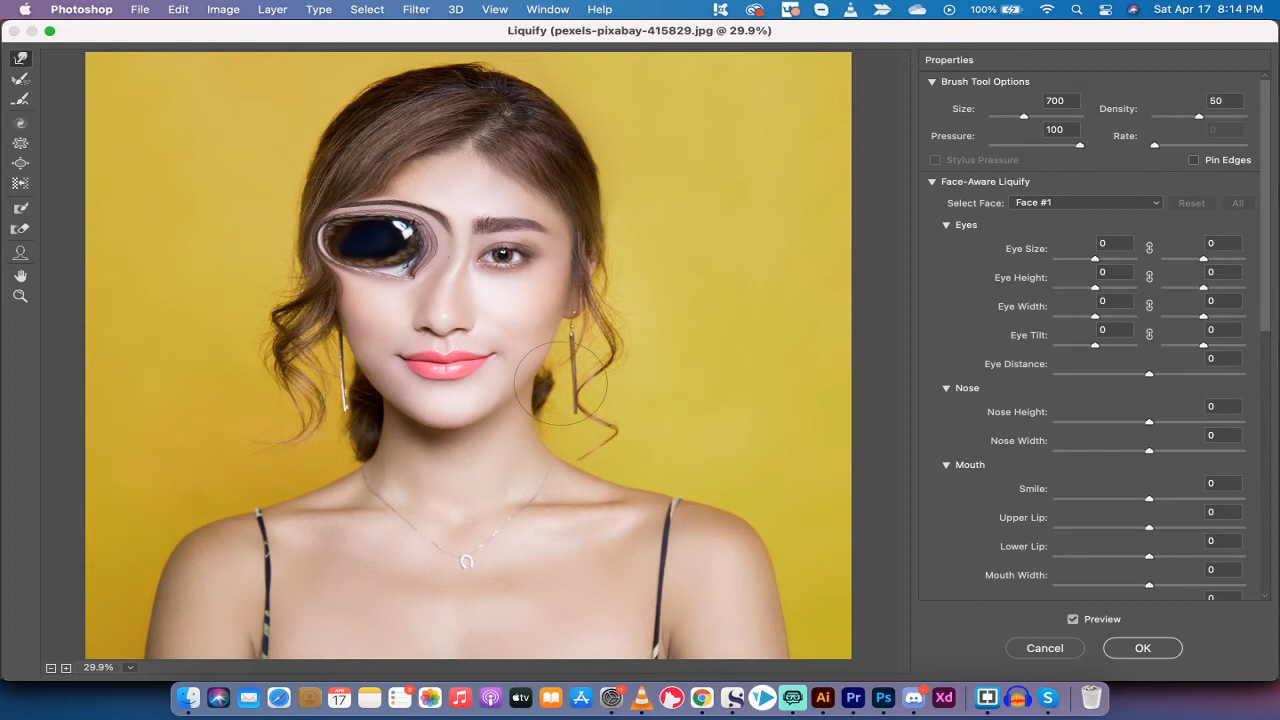 Photoshop File Edit Image Layer Type Select Filter 3D View Window Help 100% Sat Apr 17 8:14 PM
Liquify (pexels-pixabay-415829.jpg @ 29.9%)
Properties
Brush Tool Options
Size: 700 Density: 50
Pressure: 100 Rate: 0
Stylus Pressure Pin Edges
Face-Aware Liquify
Select Face: Face #1 Reset All
Eyes
Eye Size: 0 0
Eye Height: 0 0
Eye Width: 0 0
Eye Tilt: 0 0
Eye Distance: 0
Nose
Nose Height: 0
Nose Width: 0
Mouth
Smile: 0
Upper Lip: 0
Lower Lip: 0
Mouth Width: 0
0
Preview
Cancel OK
29.9%
APR
17
tv
Ai Pr Ps Xd